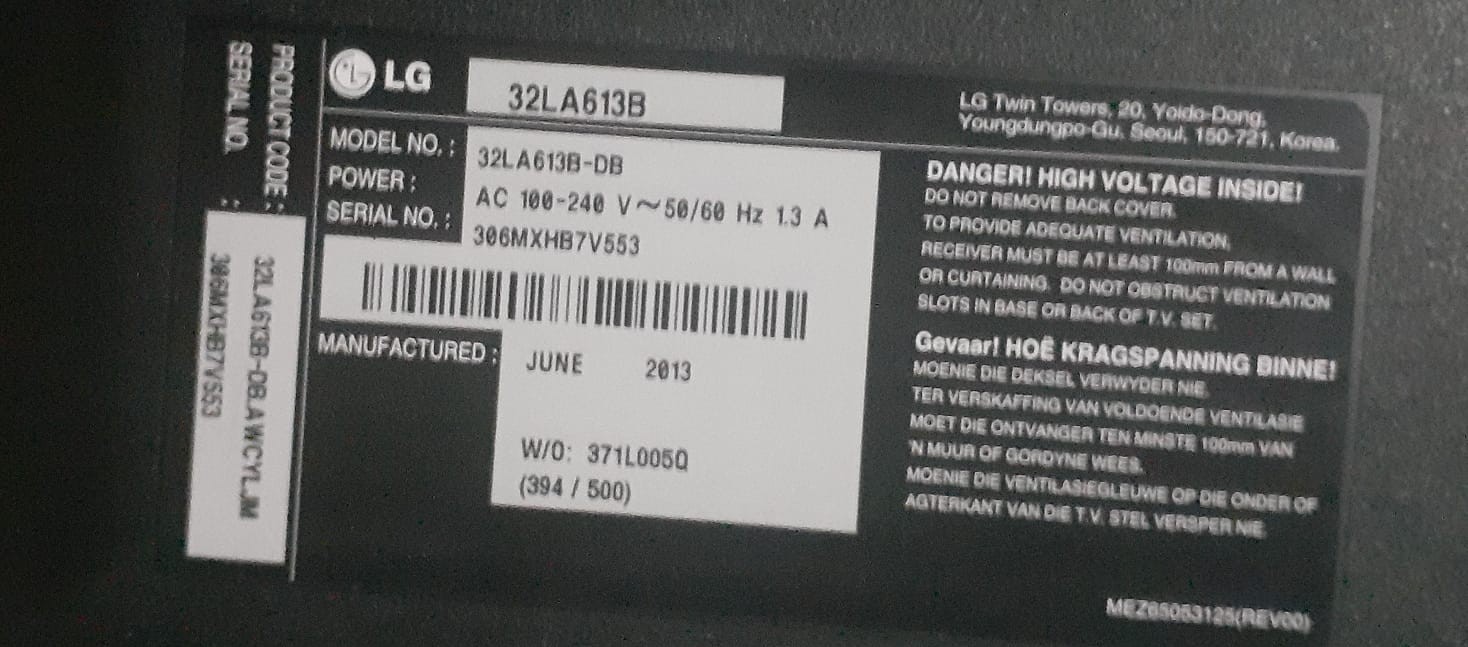 LG
32LA613B
LG Twin Towers, 20, Yoido-Dong,
Youngdungpo-Gu, Seoul, 150-721, Korea.
MODEL NO. : 32LA613B-DB
POWER : AC 100-240 V~50/60 Hz 1.3 A
SERIAL NO. : 306MXHB7V553
MANUFACTURED : JUNE 2013
W/O: 371L005Q
(394 / 500)
DANGER! HIGH VOLTAGE INSIDE!
DO NOT REMOVE BACK COVER.
TO PROVIDE ADEQUATE VENTILATION,
RECEIVER MUST BE AT LEAST 100mm FROM A WALL
OR CURTAINING. DO NOT OBSTRUCT VENTILATION
SLOTS IN BASE OR BACK OF T.V. SET.
Gevaar! HOË KRAGSPANNING BINNE!
MOENIE DIE DEKSEL VERWYDER NIE.
TER VERSKAFFING VAN VOLDOENDE VENTILASIE
MOET DIE ONTVANGER TEN MINSTE 100mm VAN
'N MUUR OF GORDYNE WEES.
MOENIE DIE VENTILASIEGLEUWE OP DIE ONDER OF
AGTERKANT VAN DIE T.V. STEL VERSPER NIE.
MEZ65053125(REV00)
PRODUCT CODE : 32LA613B-DB.AWCYLJM
SERIAL NO. : 306MXHB7V553